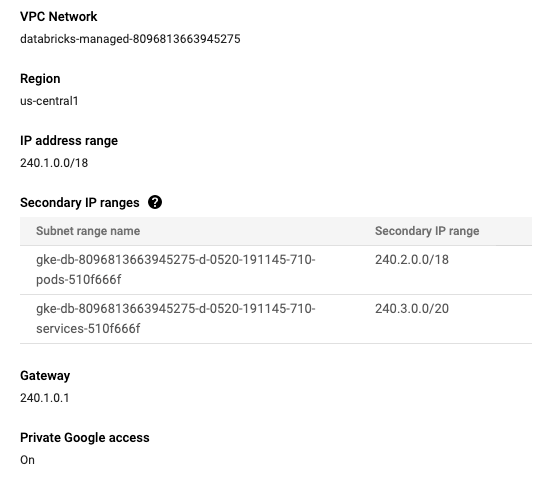 VPC Network
databricks-managed-8096813663945275
Region
us-central1
IP address range
240.1.0.0/18
Secondary IP ranges ?
Subnet range name Secondary IP range
gke-db-8096813663945275-d-0520-191145-710- 240.2.0.0/18
pods-510f666f
gke-db-8096813663945275-d-0520-191145-710- 240.3.0.0/20
services-510f666f
Gateway
240.1.0.1
Private Google access
On